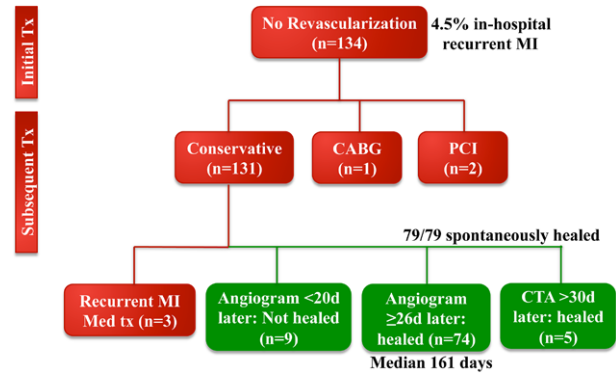 Initial Tx
No Revascularization
(n=134)
4.5% in-hospital
recurrent MI
Subsequent Tx
Conservative
(n=131)
CABG
(n=1)
PCI
(n=2)
79/79 spontaneously healed
Recurrent MI
Med tx (n=3)
Angiogram <20d
later: Not healed
(n=9)
Angiogram
≥26d later:
healed (n=74)
CTA >30d
later: healed
(n=5)
Median 161 days